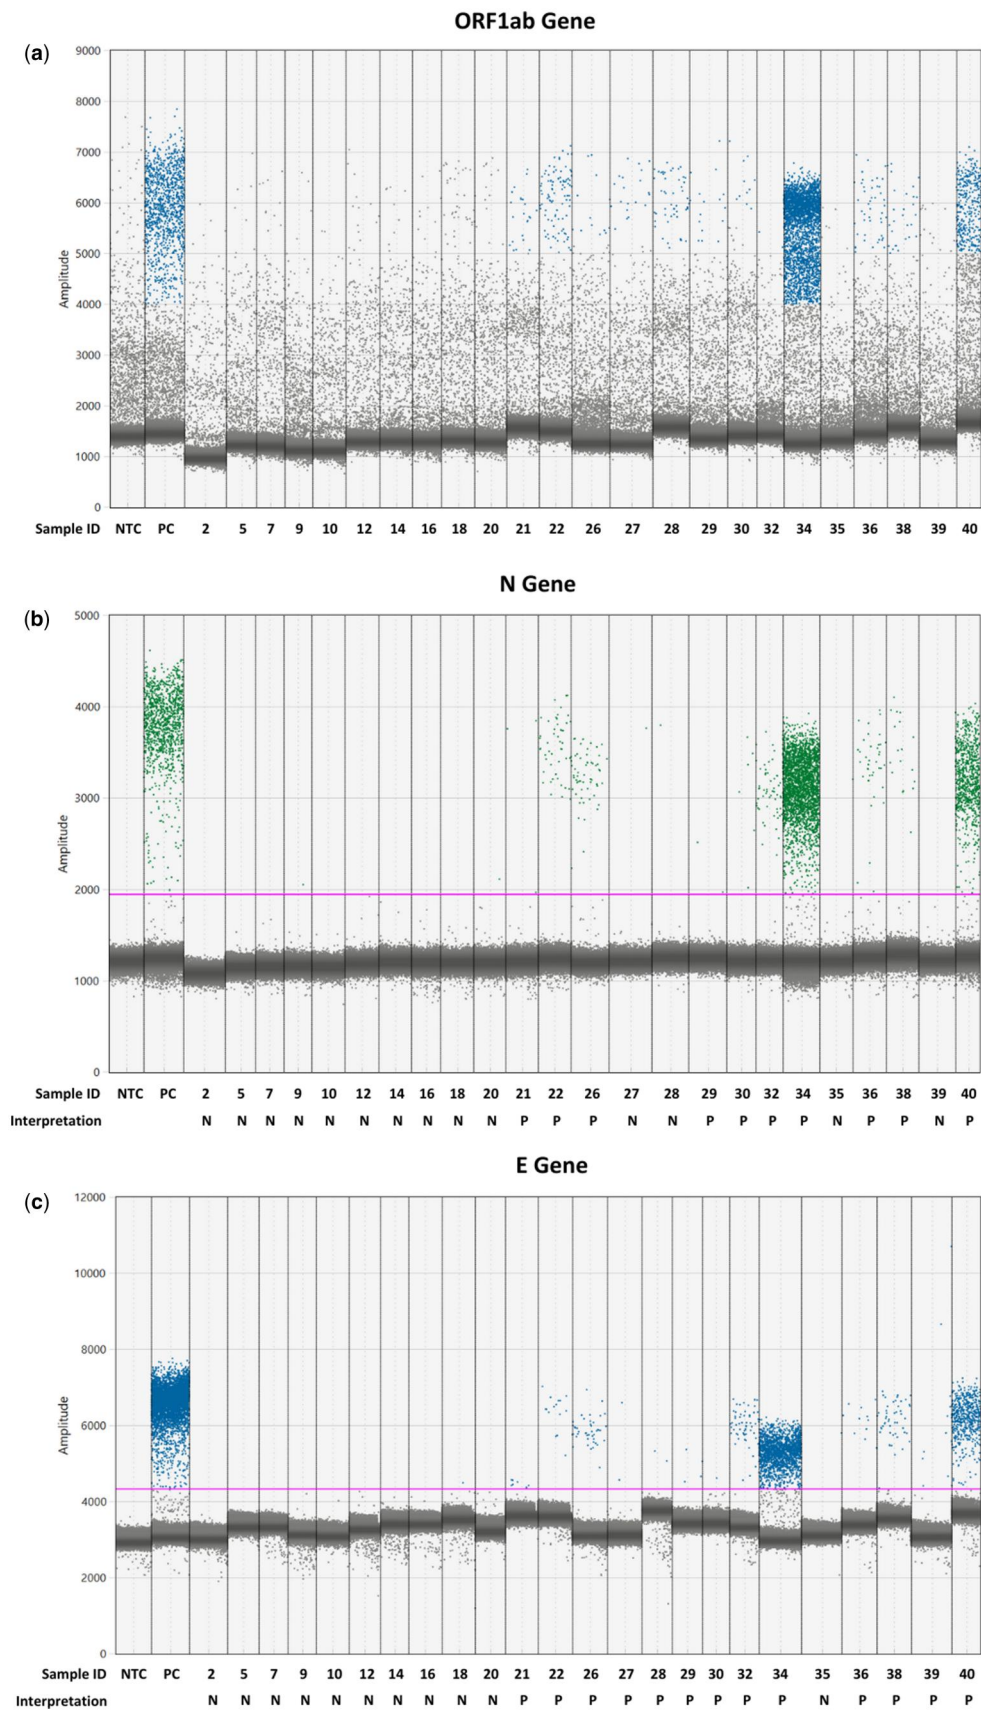 ORF1ab Gene
(a)
9000
8000
7000
6000
5000
4000
3000
2000
1000
0
Amplitude
Sample ID NTC PC 2 5 7 9 10 12 14 16 18 20 21 22 26 27 28 29 30 32 34 35 36 38 39 40
N Gene
(b)
5000
4000
3000
2000
1000
0
Amplitude
Sample ID NTC PC 2 5 7 9 10 12 14 16 18 20 21 22 26 27 28 29 30 32 34 35 36 38 39 40
Interpretation N N N N N N N N N N P P P N N P P P P N P P N P
E Gene
(c)
12000
10000
8000
6000
4000
2000
0
Amplitude
Sample ID NTC PC 2 5 7 9 10 12 14 16 18 20 21 22 26 27 28 29 30 32 34 35 36 38 39 40
Interpretation N N N N N N N N N N P P P P P P P P P N P P P P